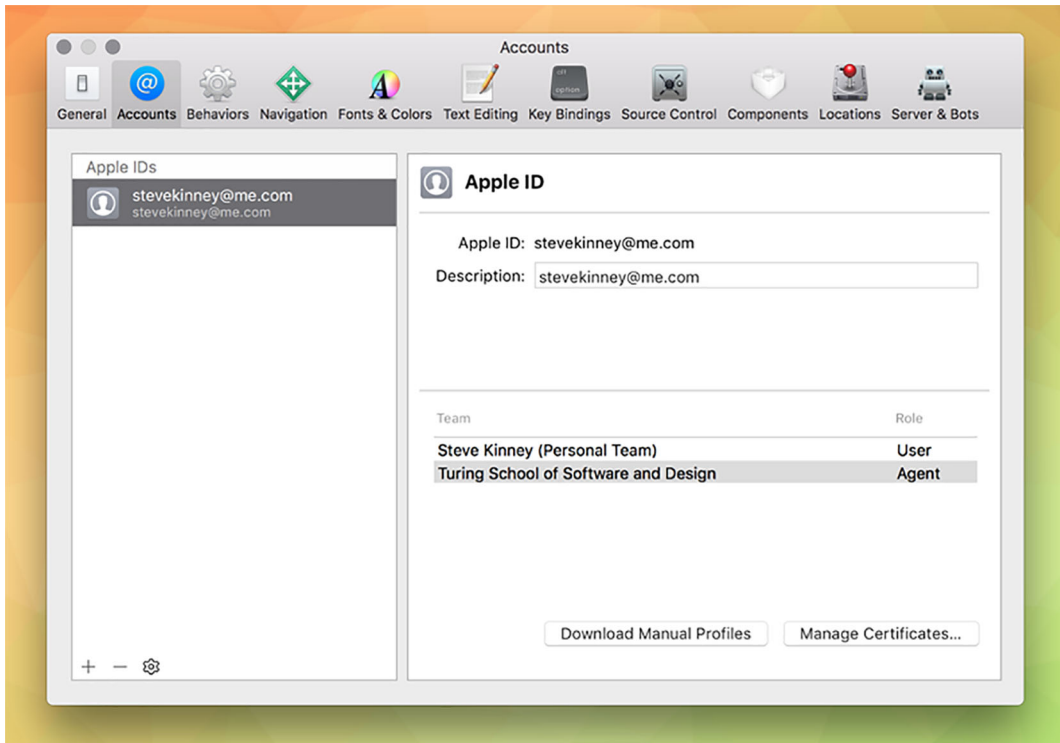 Accounts
General Accounts Behaviors Navigation Fonts & Colors Text Editing Key Bindings Source Control Components Locations Server & Bots
Apple IDs
stevekinney@me.com
stevekinney@me.com
Apple ID
Apple ID: stevekinney@me.com
Description: stevekinney@me.com
Team Role
Steve Kinney (Personal Team) User
Turing School of Software and Design Agent
Download Manual Profiles Manage Certificates...